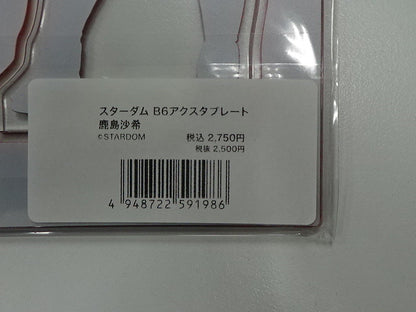 スターダム B6アクスタプレート
鹿島沙希
©STARDOM 税込 2,750円
税抜 2,500円
4 948722 591986